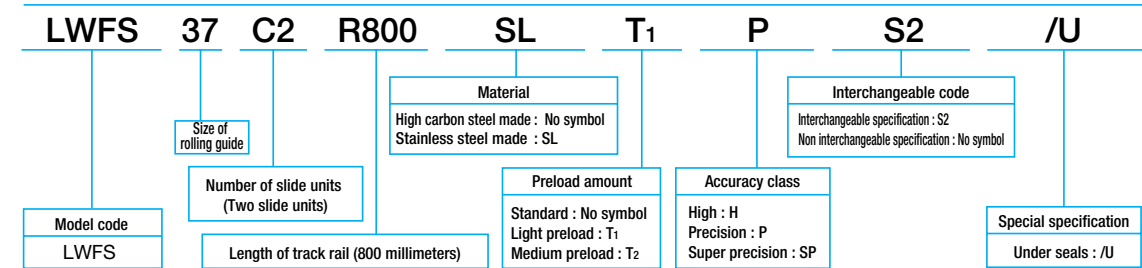 LWFS 37 C2 R800 SL T1 P S2 /U
Material
High carbon steel made : No symbol
Stainless steel made : SL
Interchangeable code
Interchangeable specification : S2
Non interchangeable specification : No symbol
Size of
rolling guide
Number of slide units
(Two slide units)
Preload amount
Standard : No symbol
Light preload : T1
Medium preload : T2
Accuracy class
High : H
Precision : P
Super precision : SP
Model code
LWFS
Length of track rail (800 millimeters)
Special specification
Under seals : /U